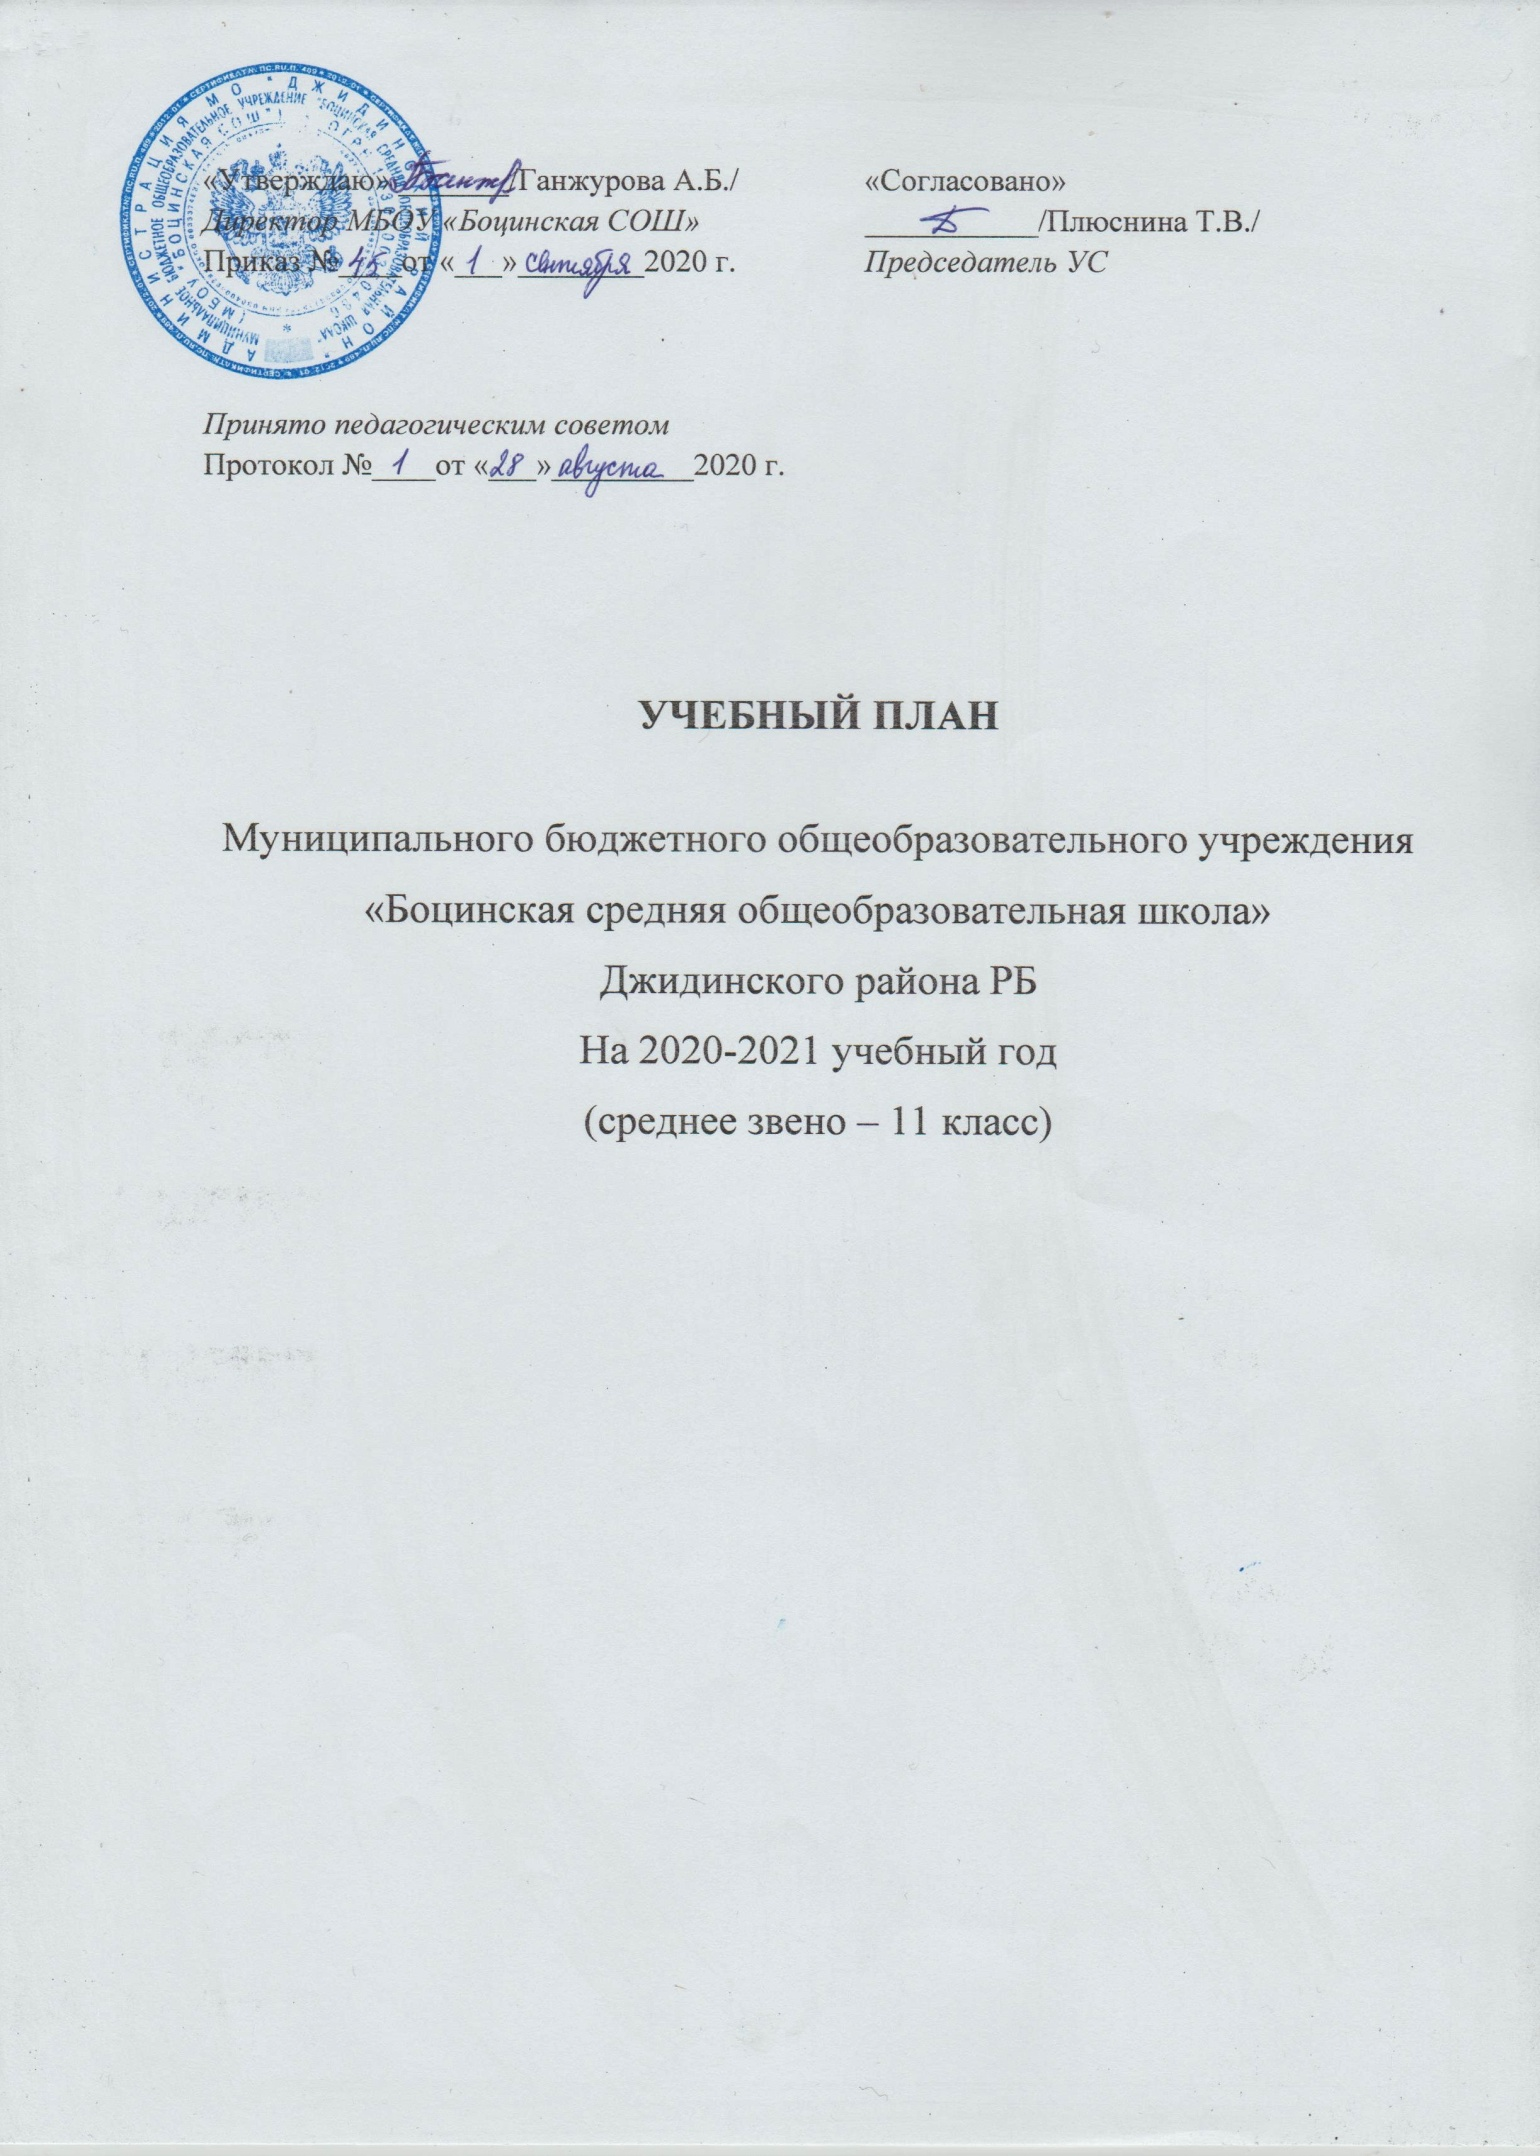 «Утверждаю»________/Ганжурова А.Б./
Директор МБОУ «Боцинская СОШ»
Приказ № 45 от « 1 » сентября 2020 г.
«Согласовано»
___________/Плюснина Т.В./
Председатель УС
Принято педагогическим советом
Протокол № 1 от «28» августа 2020 г.
УЧЕБНЫЙ ПЛАН
Муниципального бюджетного общеобразовательного учреждения
«Боцинская средняя общеобразовательная школа»
Джидинского района РБ
На 2020-2021 учебный год
(среднее звено – 11 класс)